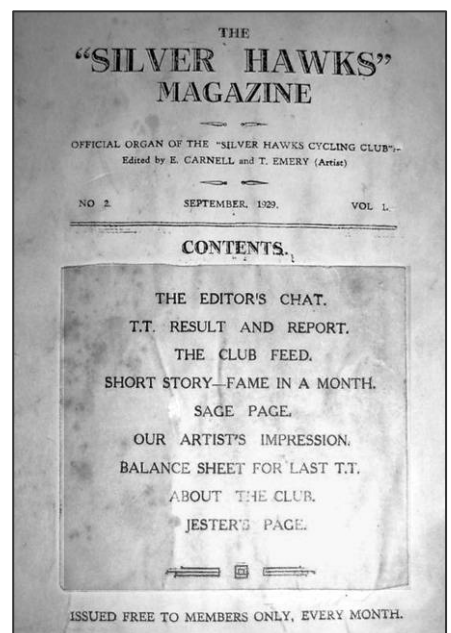 THE
“SILVER HAWKS”
MAGAZINE
OFFICIAL ORGAN OF THE "SILVER HAWKS CYCLING CLUB":-
Edited by E. CARNELL and T. EMERY (Artist)
NO 2. SEPTEMBER, 1929. VOL 1.
CONTENTS.
THE EDITOR'S CHAT.
T.T. RESULT AND REPORT.
THE CLUB FEED.
SHORT STORY—FAME IN A MONTH.
SAGE PAGE.
OUR ARTIST'S IMPRESSION.
BALANCE SHEET FOR LAST T.T.
ABOUT THE CLUB.
JESTER'S PAGE.
ISSUED FREE TO MEMBERS ONLY, EVERY MONTH.